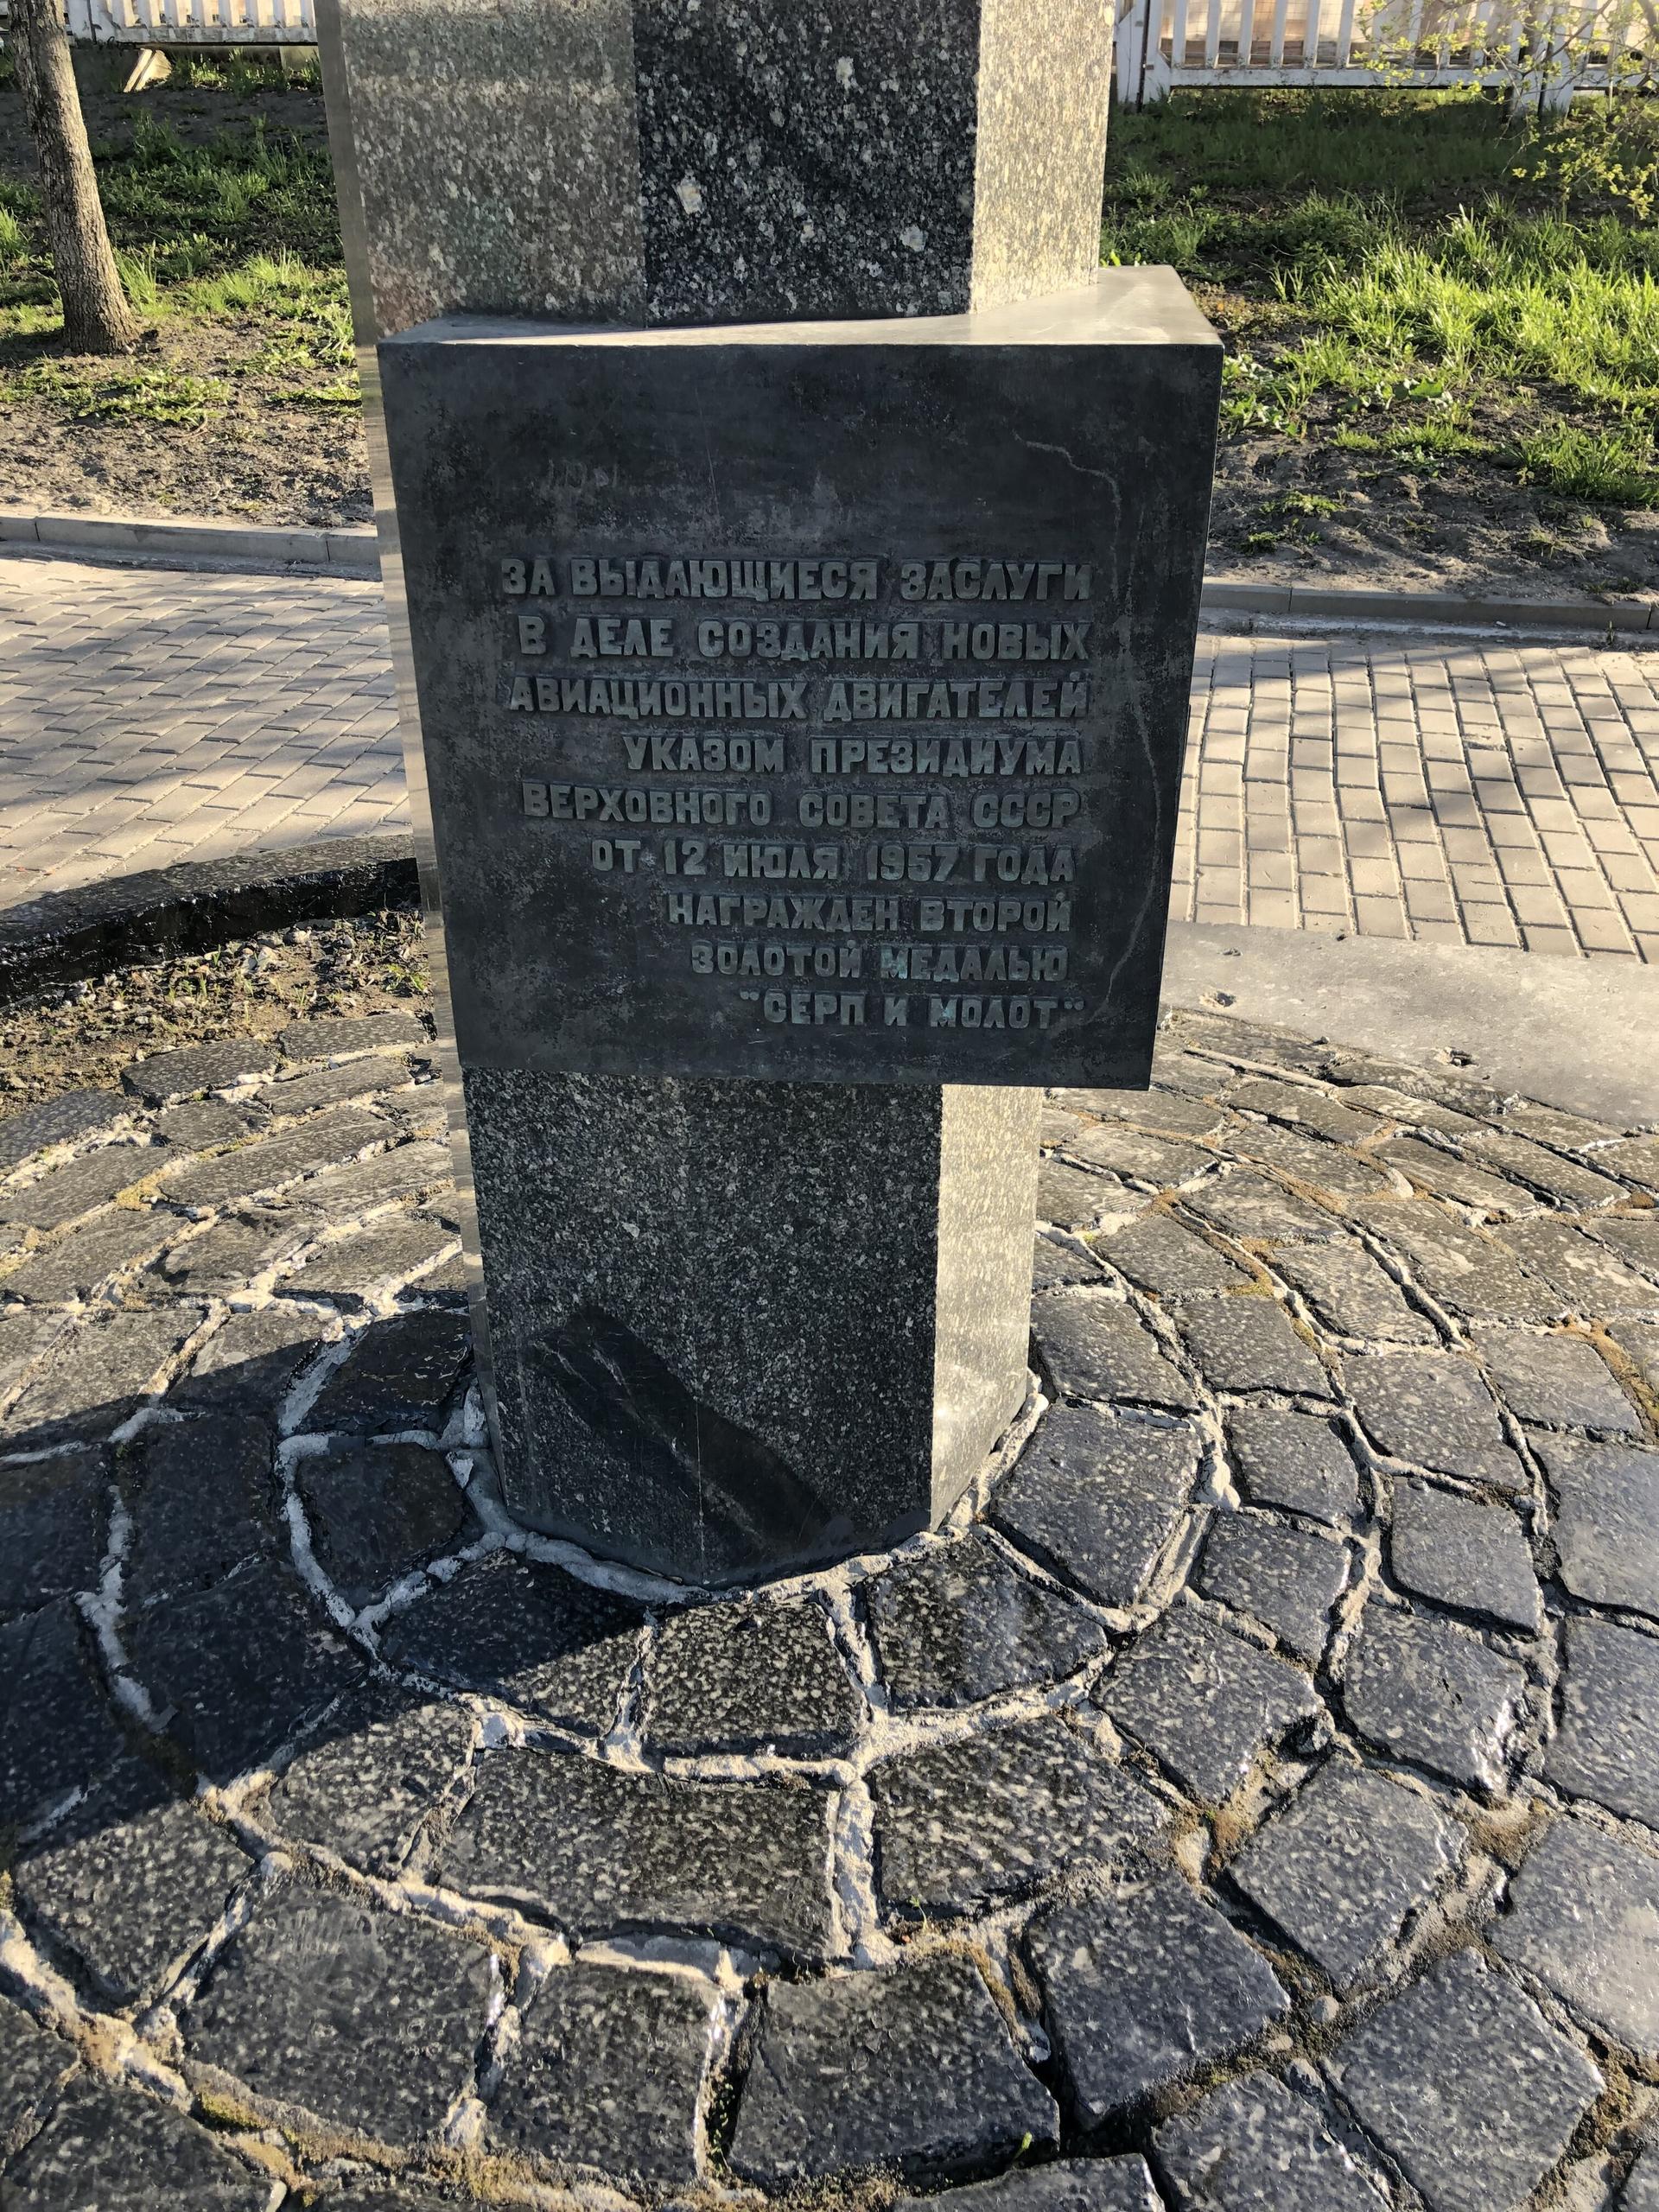 ЗА ВЫДАЮЩИЕСЯ ЗАСЛУГИ
В ДЕЛЕ СОЗДАНИЯ НОВЫХ
АВИАЦИОННЫХ ДВИГАТЕЛЕЙ
УКАЗОМ ПРЕЗИДИУМА
ВЕРХОВНОГО СОВЕТА СССР
ОТ 12 ИЮЛЯ 1957 ГОДА
НАГРАЖДЕН ВТОРОЙ
ЗОЛОТОЙ МЕДАЛЬЮ
"СЕРП И МОЛОТ"